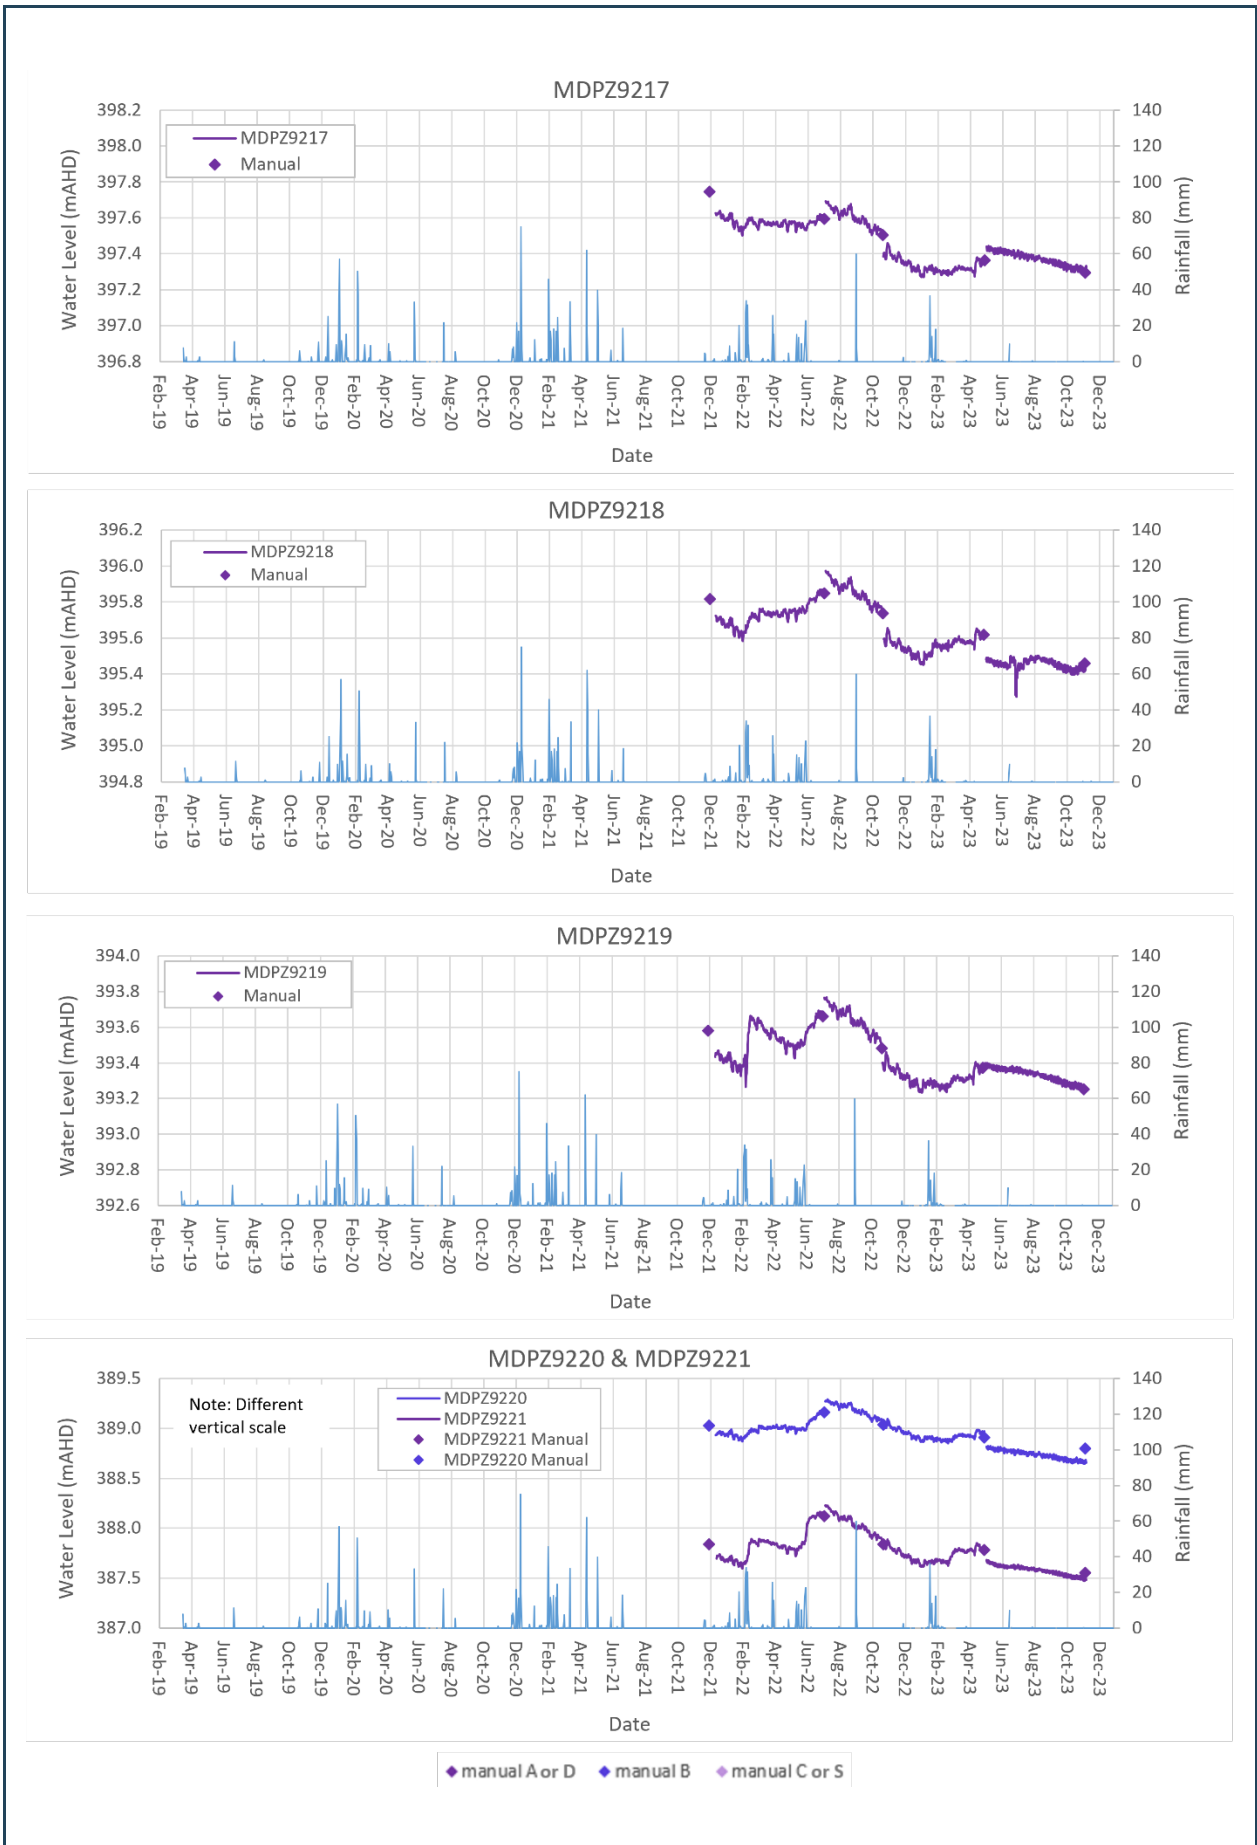 MDPZ9217
398.2
398.0
397.8
397.6
397.4
397.2
397.0
396.8
Water Level (mAHD)
MDPZ9217
Manual
140
120
100
80
60
40
20
0
Rainfall (mm)
Feb-19
Apr-19
Jun-19
Aug-19
Oct-19
Dec-19
Feb-20
Apr-20
Jun-20
Aug-20
Oct-20
Dec-20
Feb-21
Apr-21
Jun-21
Aug-21
Oct-21
Dec-21
Feb-22
Apr-22
Jun-22
Aug-22
Oct-22
Dec-22
Feb-23
Apr-23
Jun-23
Aug-23
Oct-23
Dec-23
Date
MDPZ9218
396.2
396.0
395.8
395.6
395.4
395.2
395.0
394.8
Water Level (mAHD)
MDPZ9218
Manual
140
120
100
80
60
40
20
0
Rainfall (mm)
Feb-19
Apr-19
Jun-19
Aug-19
Oct-19
Dec-19
Feb-20
Apr-20
Jun-20
Aug-20
Oct-20
Dec-20
Feb-21
Apr-21
Jun-21
Aug-21
Oct-21
Dec-21
Feb-22
Apr-22
Jun-22
Aug-22
Oct-22
Dec-22
Feb-23
Apr-23
Jun-23
Aug-23
Oct-23
Dec-23
Date
MDPZ9219
394.0
393.8
393.6
393.4
393.2
393.0
392.8
392.6
Water Level (mAHD)
MDPZ9219
Manual
140
120
100
80
60
40
20
0
Rainfall (mm)
Feb-19
Apr-19
Jun-19
Aug-19
Oct-19
Dec-19
Feb-20
Apr-20
Jun-20
Aug-20
Oct-20
Dec-20
Feb-21
Apr-21
Jun-21
Aug-21
Oct-21
Dec-21
Feb-22
Apr-22
Jun-22
Aug-22
Oct-22
Dec-22
Feb-23
Apr-23
Jun-23
Aug-23
Oct-23
Dec-23
Date
MDPZ9220 & MDPZ9221
389.5
389.0
388.5
388.0
387.5
387.0
Water Level (mAHD)
Note: Different
vertical scale
MDPZ9220
MDPZ9221
MDPZ9221 Manual
MDPZ9220 Manual
140
120
100
80
60
40
20
0
Rainfall (mm)
Feb-19
Apr-19
Jun-19
Aug-19
Oct-19
Dec-19
Feb-20
Apr-20
Jun-20
Aug-20
Oct-20
Dec-20
Feb-21
Apr-21
Jun-21
Aug-21
Oct-21
Dec-21
Feb-22
Apr-22
Jun-22
Aug-22
Oct-22
Dec-22
Feb-23
Apr-23
Jun-23
Aug-23
Oct-23
Dec-23
Date
manual A or D manual B manual C or S